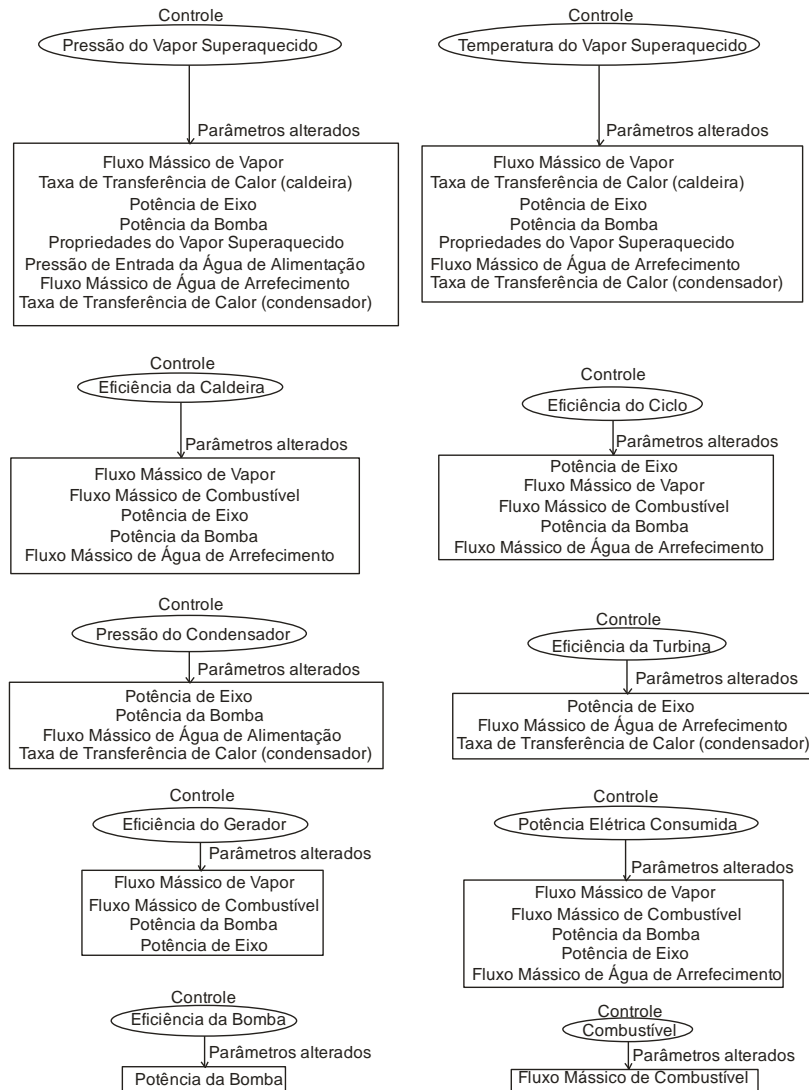 Controle
Pressão do Vapor Superaquecido
Parâmetros alterados
Fluxo Mássico de Vapor
Taxa de Transferência de Calor (caldeira)
Potência de Eixo
Potência da Bomba
Propriedades do Vapor Superaquecido
Pressão de Entrada da Água de Alimentação
Fluxo Mássico de Água de Arrefecimento
Taxa de Transferência de Calor (condensador)
Controle
Temperatura do Vapor Superaquecido
Parâmetros alterados
Fluxo Mássico de Vapor
Taxa de Transferência de Calor (caldeira)
Potência de Eixo
Potência da Bomba
Propriedades do Vapor Superaquecido
Fluxo Mássico de Água de Arrefecimento
Taxa de Transferência de Calor (condensador)
Controle
Eficiência da Caldeira
Parâmetros alterados
Fluxo Mássico de Vapor
Fluxo Mássico de Combustível
Potência de Eixo
Potência da Bomba
Fluxo Mássico de Água de Arrefecimento
Controle
Eficiência do Ciclo
Parâmetros alterados
Potência de Eixo
Fluxo Mássico de Vapor
Fluxo Mássico de Combustível
Potência da Bomba
Fluxo Mássico de Água de Arrefecimento
Controle
Pressão do Condensador
Parâmetros alterados
Potência de Eixo
Potência da Bomba
Fluxo Mássico de Água de Alimentação
Taxa de Transferência de Calor (condensador)
Controle
Eficiência da Turbina
Parâmetros alterados
Potência de Eixo
Fluxo Mássico de Água de Arrefecimento
Taxa de Transferência de Calor (condensador)
Controle
Eficiência do Gerador
Parâmetros alterados
Fluxo Mássico de Vapor
Fluxo Mássico de Combustível
Potência da Bomba
Potência de Eixo
Controle
Potência Elétrica Consumida
Parâmetros alterados
Fluxo Mássico de Vapor
Fluxo Mássico de Combustível
Potência da Bomba
Potência de Eixo
Fluxo Mássico de Água de Arrefecimento
Controle
Eficiência da Bomba
Parâmetros alterados
Potência da Bomba
Controle
Combustível
Parâmetros alterados
Fluxo Mássico de Combustível